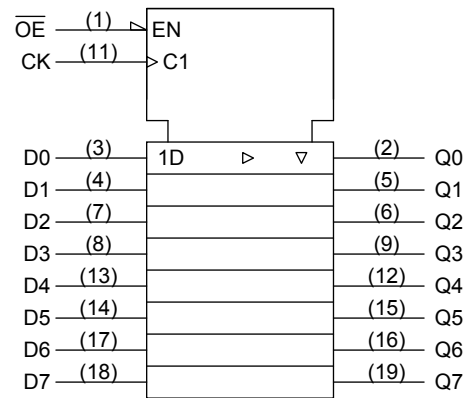 O̅E̅ (1) EN
CK (11) C1
D0 (3) 1D (2) Q0
D1 (4) (5) Q1
D2 (7) (6) Q2
D3 (8) (9) Q3
D4 (13) (12) Q4
D5 (14) (15) Q5
D6 (17) (16) Q6
D7 (18) (19) Q7